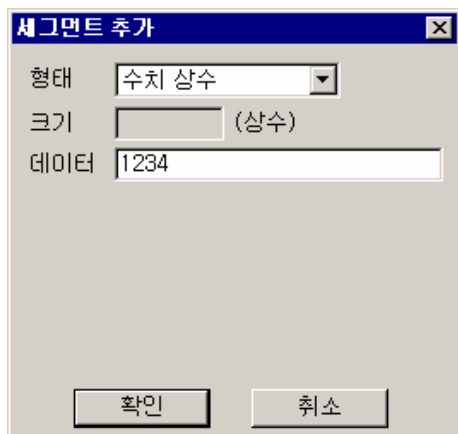 세그먼트 추가
형태 수치 상수
크기 (상수)
데이터 1234
확인 취소